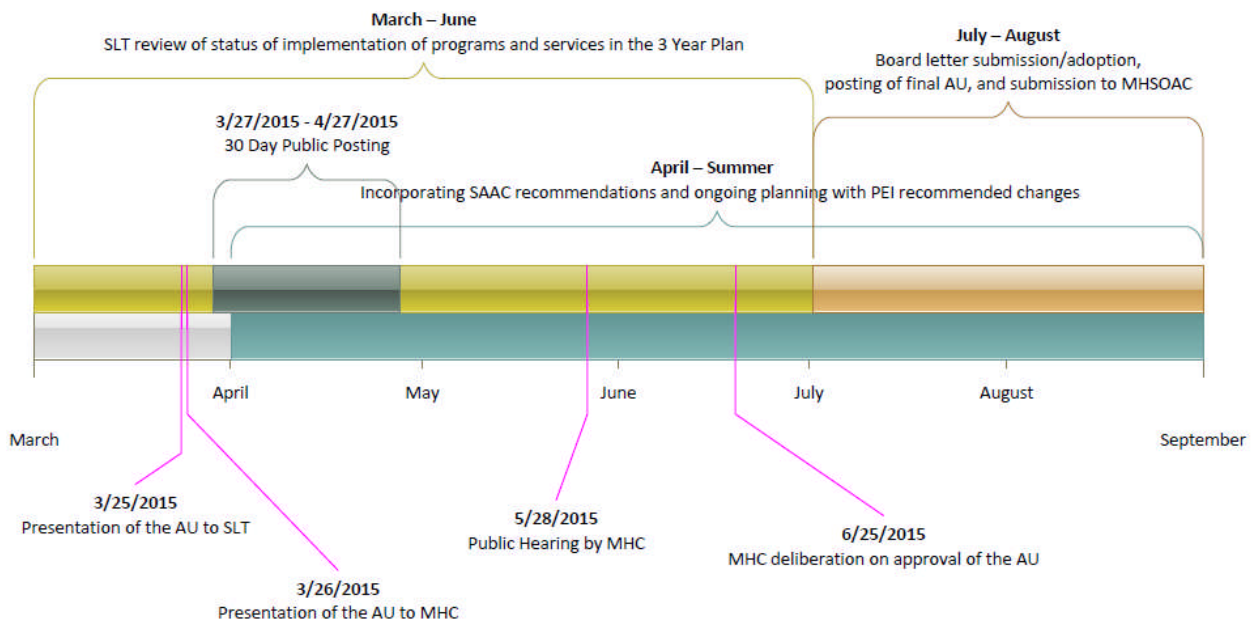 March – June
SLT review of status of implementation of programs and services in the 3 Year Plan
July – August
Board letter submission/adoption,
posting of final AU, and submission to MHSOAC
3/27/2015 - 4/27/2015
30 Day Public Posting
April – Summer
Incorporating SAAC recommendations and ongoing planning with PEI recommended changes
April
May
June
July
August
March
September
3/25/2015
Presentation of the AU to SLT
3/26/2015
Presentation of the AU to MHC
5/28/2015
Public Hearing by MHC
6/25/2015
MHC deliberation on approval of the AU